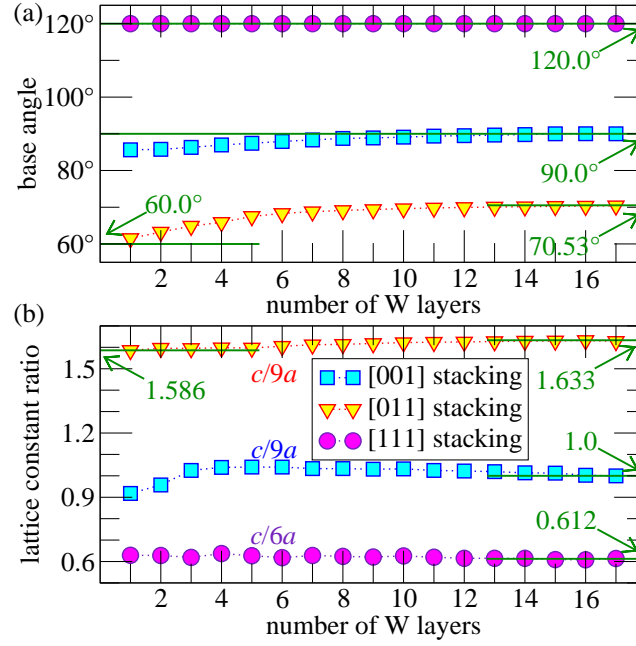 (a)
120°
100°
80°
60°
base angle
120.0°
90.0°
60.0°
70.53°
2 4 6 8 10 12 14 16
number of W layers
(b)
1.5
1.2
0.9
0.6
lattice constant ratio
1.586
c/9a
1.633
[001] stacking
[011] stacking
[111] stacking
c/9a
1.0
c/6a
0.612
2 4 6 8 10 12 14 16
number of W layers